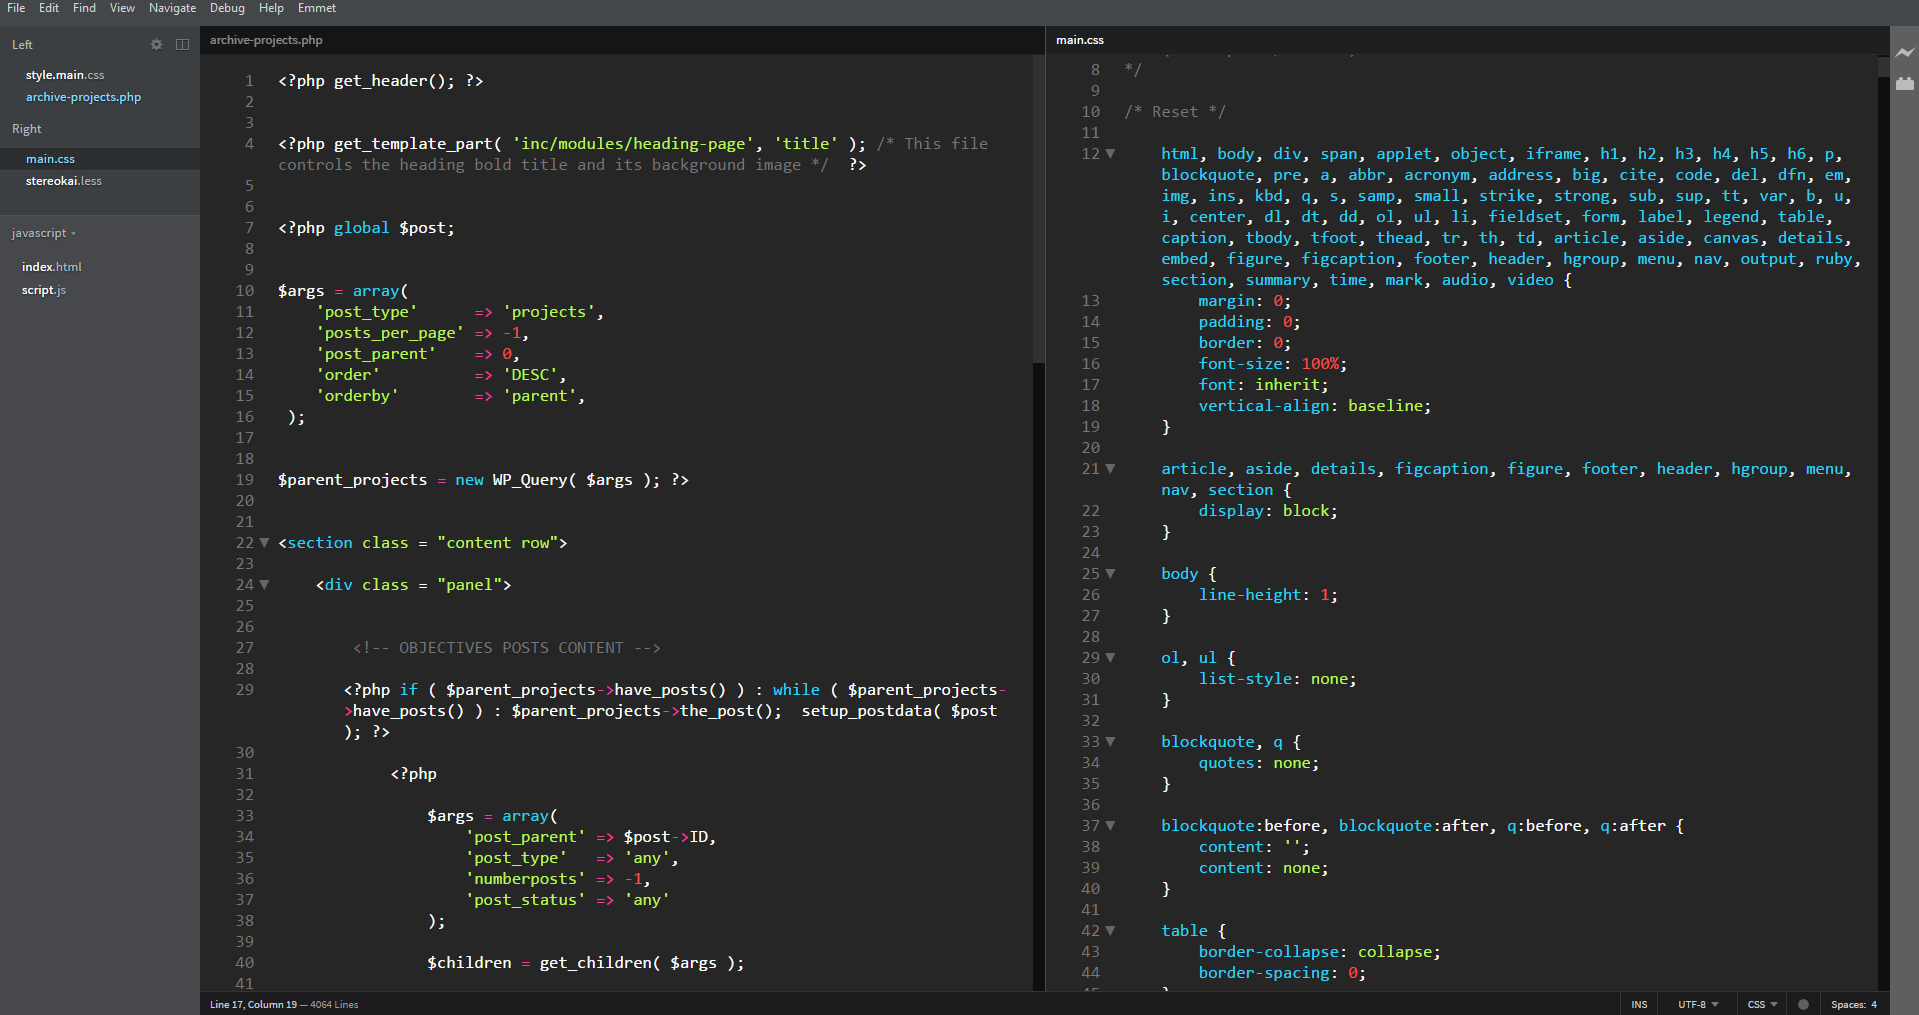 File Edit Find View Navigate Debug Help Emmet
Left
style.main.css
archive-projects.php
Right
main.css
stereokai.less
javascript
index.html
script.js
archive-projects.php
1 <?php get_header(); ?>
2
3
4 <?php get_template_part( 'inc/modules/heading-page', 'title' ); /* This file
controls the heading bold title and its background image */  ?>
5
6
7 <?php global $post;
8
9
10 $args = array(
11     'post_type'      => 'projects',
12     'posts_per_page' => -1,
13     'post_parent'    => 0,
14     'order'          => 'DESC',
15     'orderby'        => 'parent',
16  );
17
18
19 $parent_projects = new WP_Query( $args ); ?>
20
21
22 <section class = "content row">
23
24     <div class = "panel">
25
26
27         <!-- OBJECTIVES POSTS CONTENT -->
28
29        <?php if ( $parent_projects->have_posts() ) : while ( $parent_projects-
>have_posts() ) : $parent_projects->the_post();  setup_postdata( $post
); ?>
30
31             <?php
32
33                 $args = array(
34                     'post_parent' => $post->ID,
35                     'post_type'   => 'any',
36                     'numberposts' => -1,
37                     'post_status' => 'any'
38                 );
39
40                 $children = get_children( $args );
41
main.css
8 */
9
10 /* Reset */
11
12     html, body, div, span, applet, object, iframe, h1, h2, h3, h4, h5, h6, p,
blockquote, pre, a, abbr, acronym, address, big, cite, code, del, dfn, em,
img, ins, kbd, q, s, samp, small, strike, strong, sub, sup, tt, var, b, u,
i, center, dl, dt, dd, ol, ul, li, fieldset, form, label, legend, table,
caption, tbody, tfoot, thead, tr, th, td, article, aside, canvas, details,
embed, figure, figcaption, footer, header, hgroup, menu, nav, output, ruby,
section, summary, time, mark, audio, video {
13         margin: 0;
14         padding: 0;
15         border: 0;
16         font-size: 100%;
17         font: inherit;
18         vertical-align: baseline;
19     }
20
21     article, aside, details, figcaption, figure, footer, header, hgroup, menu,
nav, section {
22         display: block;
23     }
24
25     body {
26         line-height: 1;
27     }
28
29     ol, ul {
30         list-style: none;
31     }
32
33     blockquote, q {
34         quotes: none;
35     }
36
37     blockquote:before, blockquote:after, q:before, q:after {
38         content: '';
39         content: none;
40     }
41
42     table {
43         border-collapse: collapse;
44         border-spacing: 0;
Line 17, Column 19 — 4064 Lines
INS UTF-8 CSS Spaces: 4